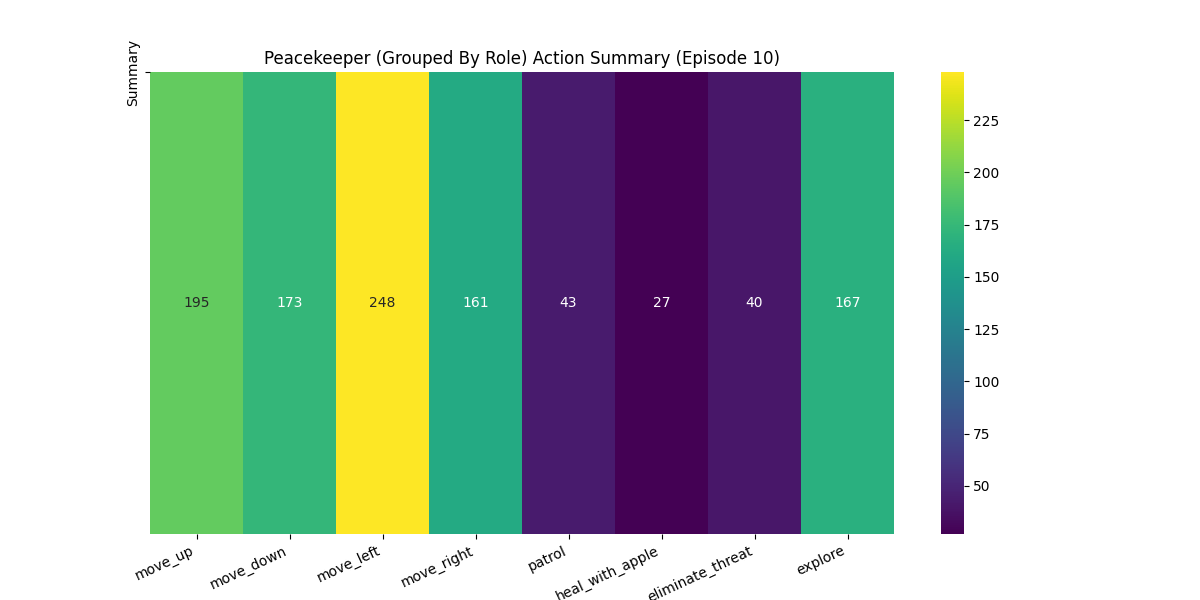 Peacekeeper (Grouped By Role) Action Summary (Episode 10)
Summary
195 173 248 161 43 27 40 167
move_up move_down move_left move_right patrol heal_with_apple eliminate_threat explore
225
200
175
150
125
100
75
50